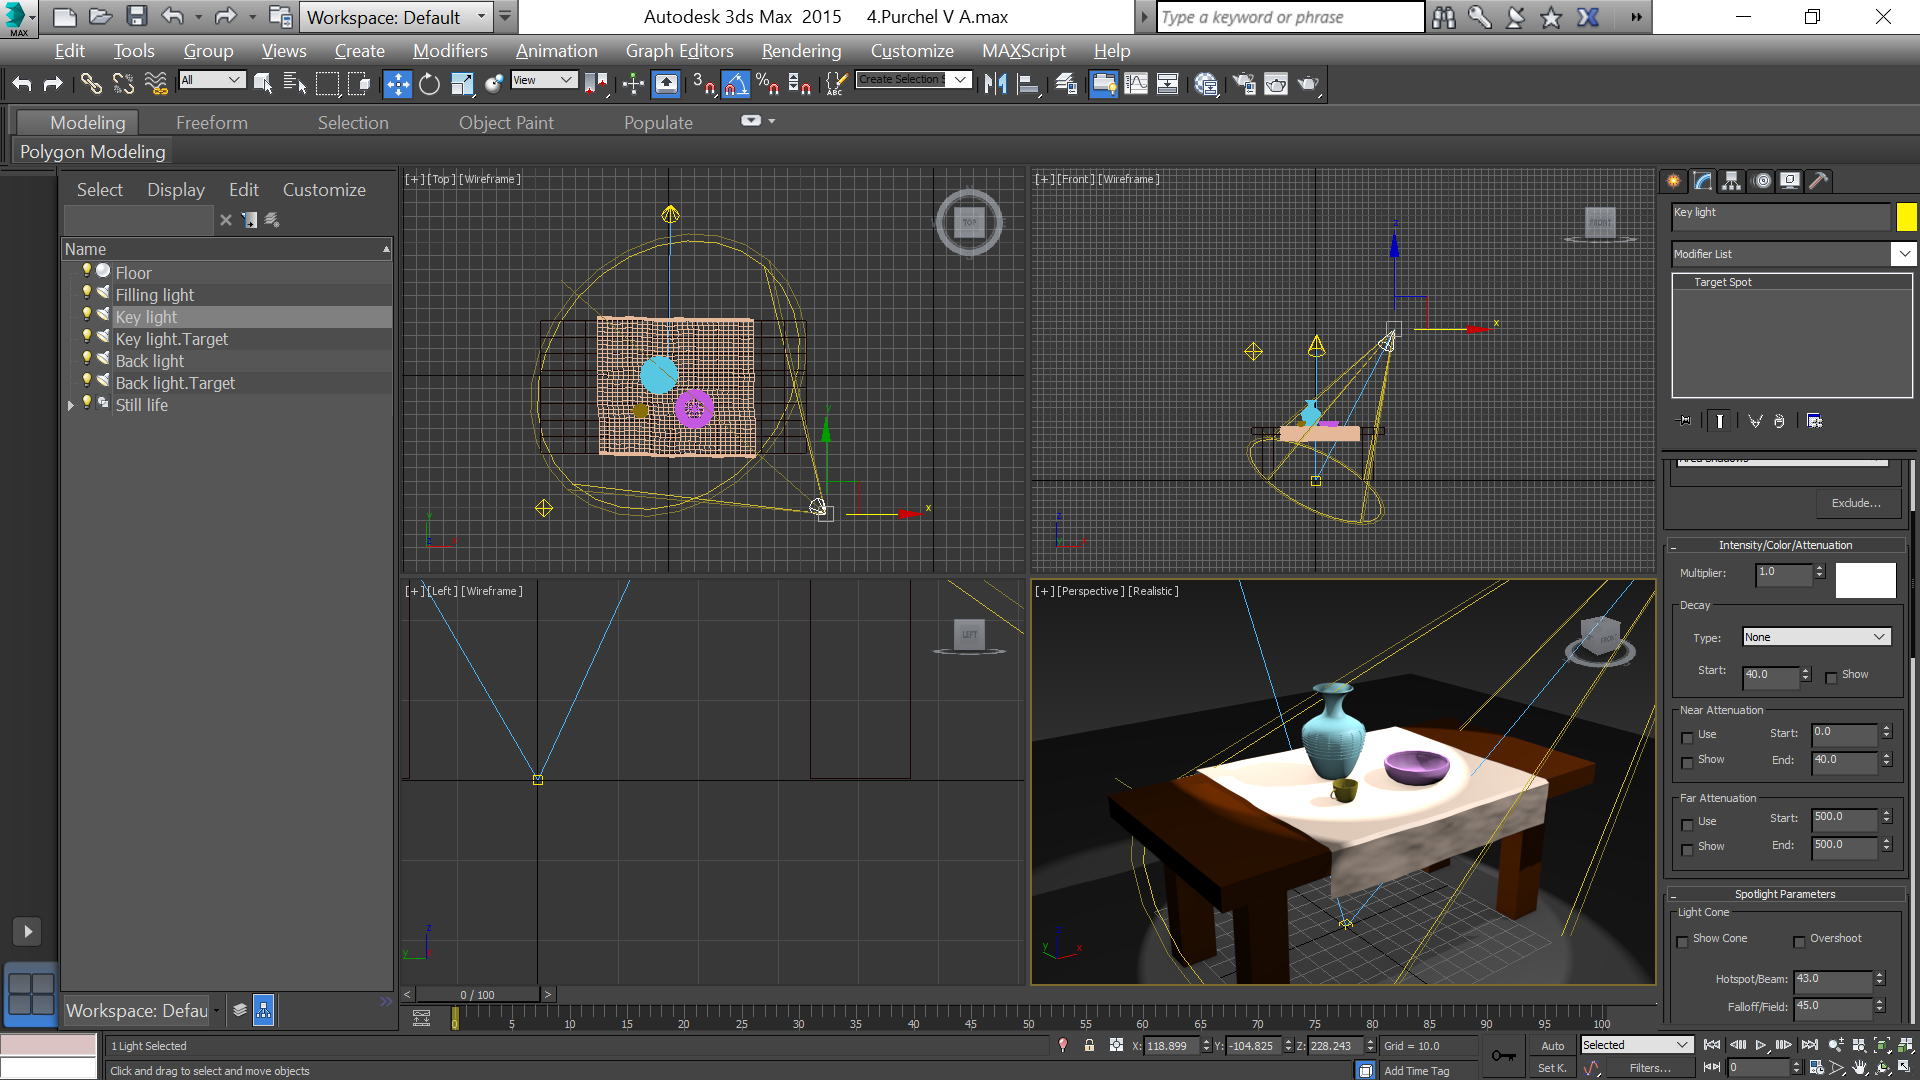 MAX
Workspace: Default
Autodesk 3ds Max 2015 4.Purchel V A.max
Type a keyword or phrase
Edit Tools Group Views Create Modifiers Animation Graph Editors Rendering Customize MAXScript Help
All
View
3
%
ABC
Create Selection S
Modeling Freeform Selection Object Paint Populate
Polygon Modeling
Select Display Edit Customize
Name
Floor
Filling light
Key light
Key light.Target
Back light
Back light.Target
Still life
Workspace: Defau
[+] [Top] [Wireframe]
TOP
y
x
[+] [Front] [Wireframe]
FRONT
z
x
[+] [Left] [Wireframe]
LEFT
z
y
[+] [Perspective] [Realistic]
FRONT
z
y
x
Key light
Modifier List
Target Spot
Area Shadows
Exclude...
Intensity/Color/Attenuation
Multiplier: 1.0
Decay
Type: None
Start: 40.0 Show
Near Attenuation
Use Start: 0.0
Show End: 40.0
Far Attenuation
Use Start: 500.0
Show End: 500.0
Spotlight Parameters
Light Cone
Show Cone Overshoot
Hotspot/Beam: 43.0
Falloff/Field: 45.0
< 0 / 100 >
0 5 10 15 20 25 30 35 40 45 50 55 60 65 70 75 80 85 90 95 100
1 Light Selected
X: 118.899 Y: -104.825 Z: 228.243 Grid = 10.0
Auto Selected
Click and drag to select and move objects
Add Time Tag
Set K. Filters... 0